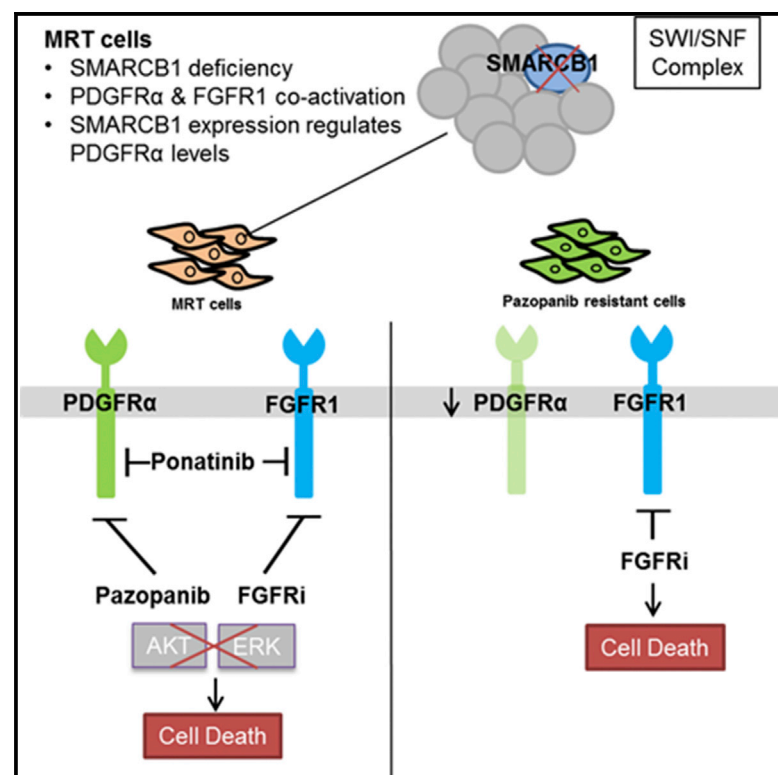 MRT cells
• SMARCB1 deficiency
• PDGFRα & FGFR1 co-activation
• SMARCB1 expression regulates
PDGFRα levels
SMARCB1
SWI/SNF
Complex
MRT cells
Pazopanib resistant cells
PDGFRα
FGFR1
PDGFRα
FGFR1
Ponatinib
Pazopanib
FGFRi
FGFRi
AKT
ERK
Cell Death
Cell Death